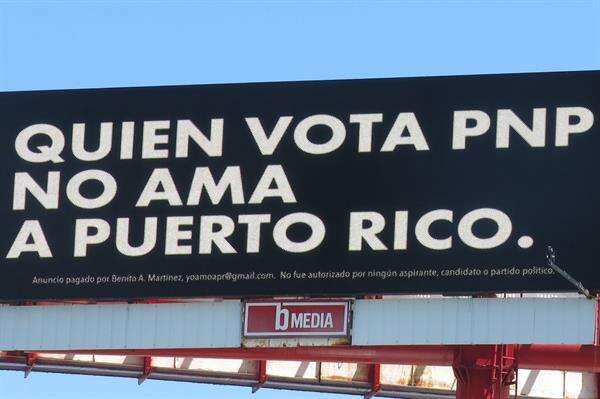 QUIEN VOTA PNP
NO AMA
A PUERTO RICO.
Anuncio pagado por Benito A. Martínez, yoamoapr@gmail.com. No fue autorizado por ningún aspirante, candidato o partido político.
b MEDIA